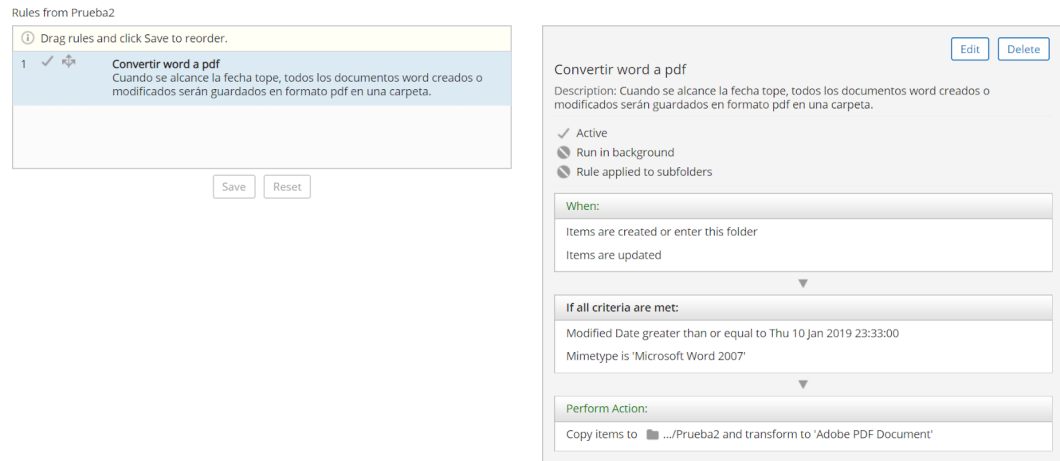 Rules from Prueba2
Drag rules and click Save to reorder.
1 Convertir word a pdf
Cuando se alcance la fecha tope, todos los documentos word creados o
modificados serán guardados en formato pdf en una carpeta.
Save Reset
Edit Delete
Convertir word a pdf
Description: Cuando se alcance la fecha tope, todos los documentos word creados o
modificados serán guardados en formato pdf en una carpeta.
Active
Run in background
Rule applied to subfolders
When:
Items are created or enter this folder
Items are updated
If all criteria are met:
Modified Date greater than or equal to Thu 10 Jan 2019 23:33:00
Mimetype is 'Microsoft Word 2007'
Perform Action:
Copy items to .../Prueba2 and transform to 'Adobe PDF Document'